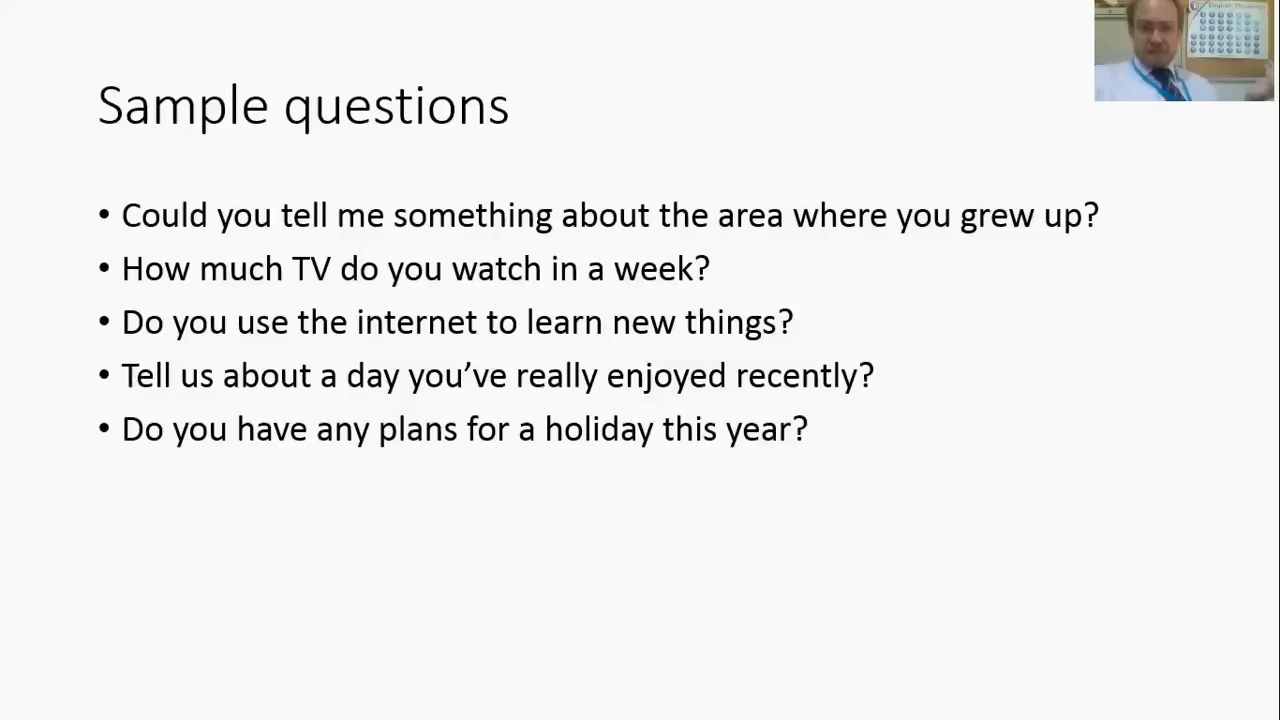 Sample questions
• Could you tell me something about the area where you grew up?
• How much TV do you watch in a week?
• Do you use the internet to learn new things?
• Tell us about a day you’ve really enjoyed recently?
• Do you have any plans for a holiday this year?